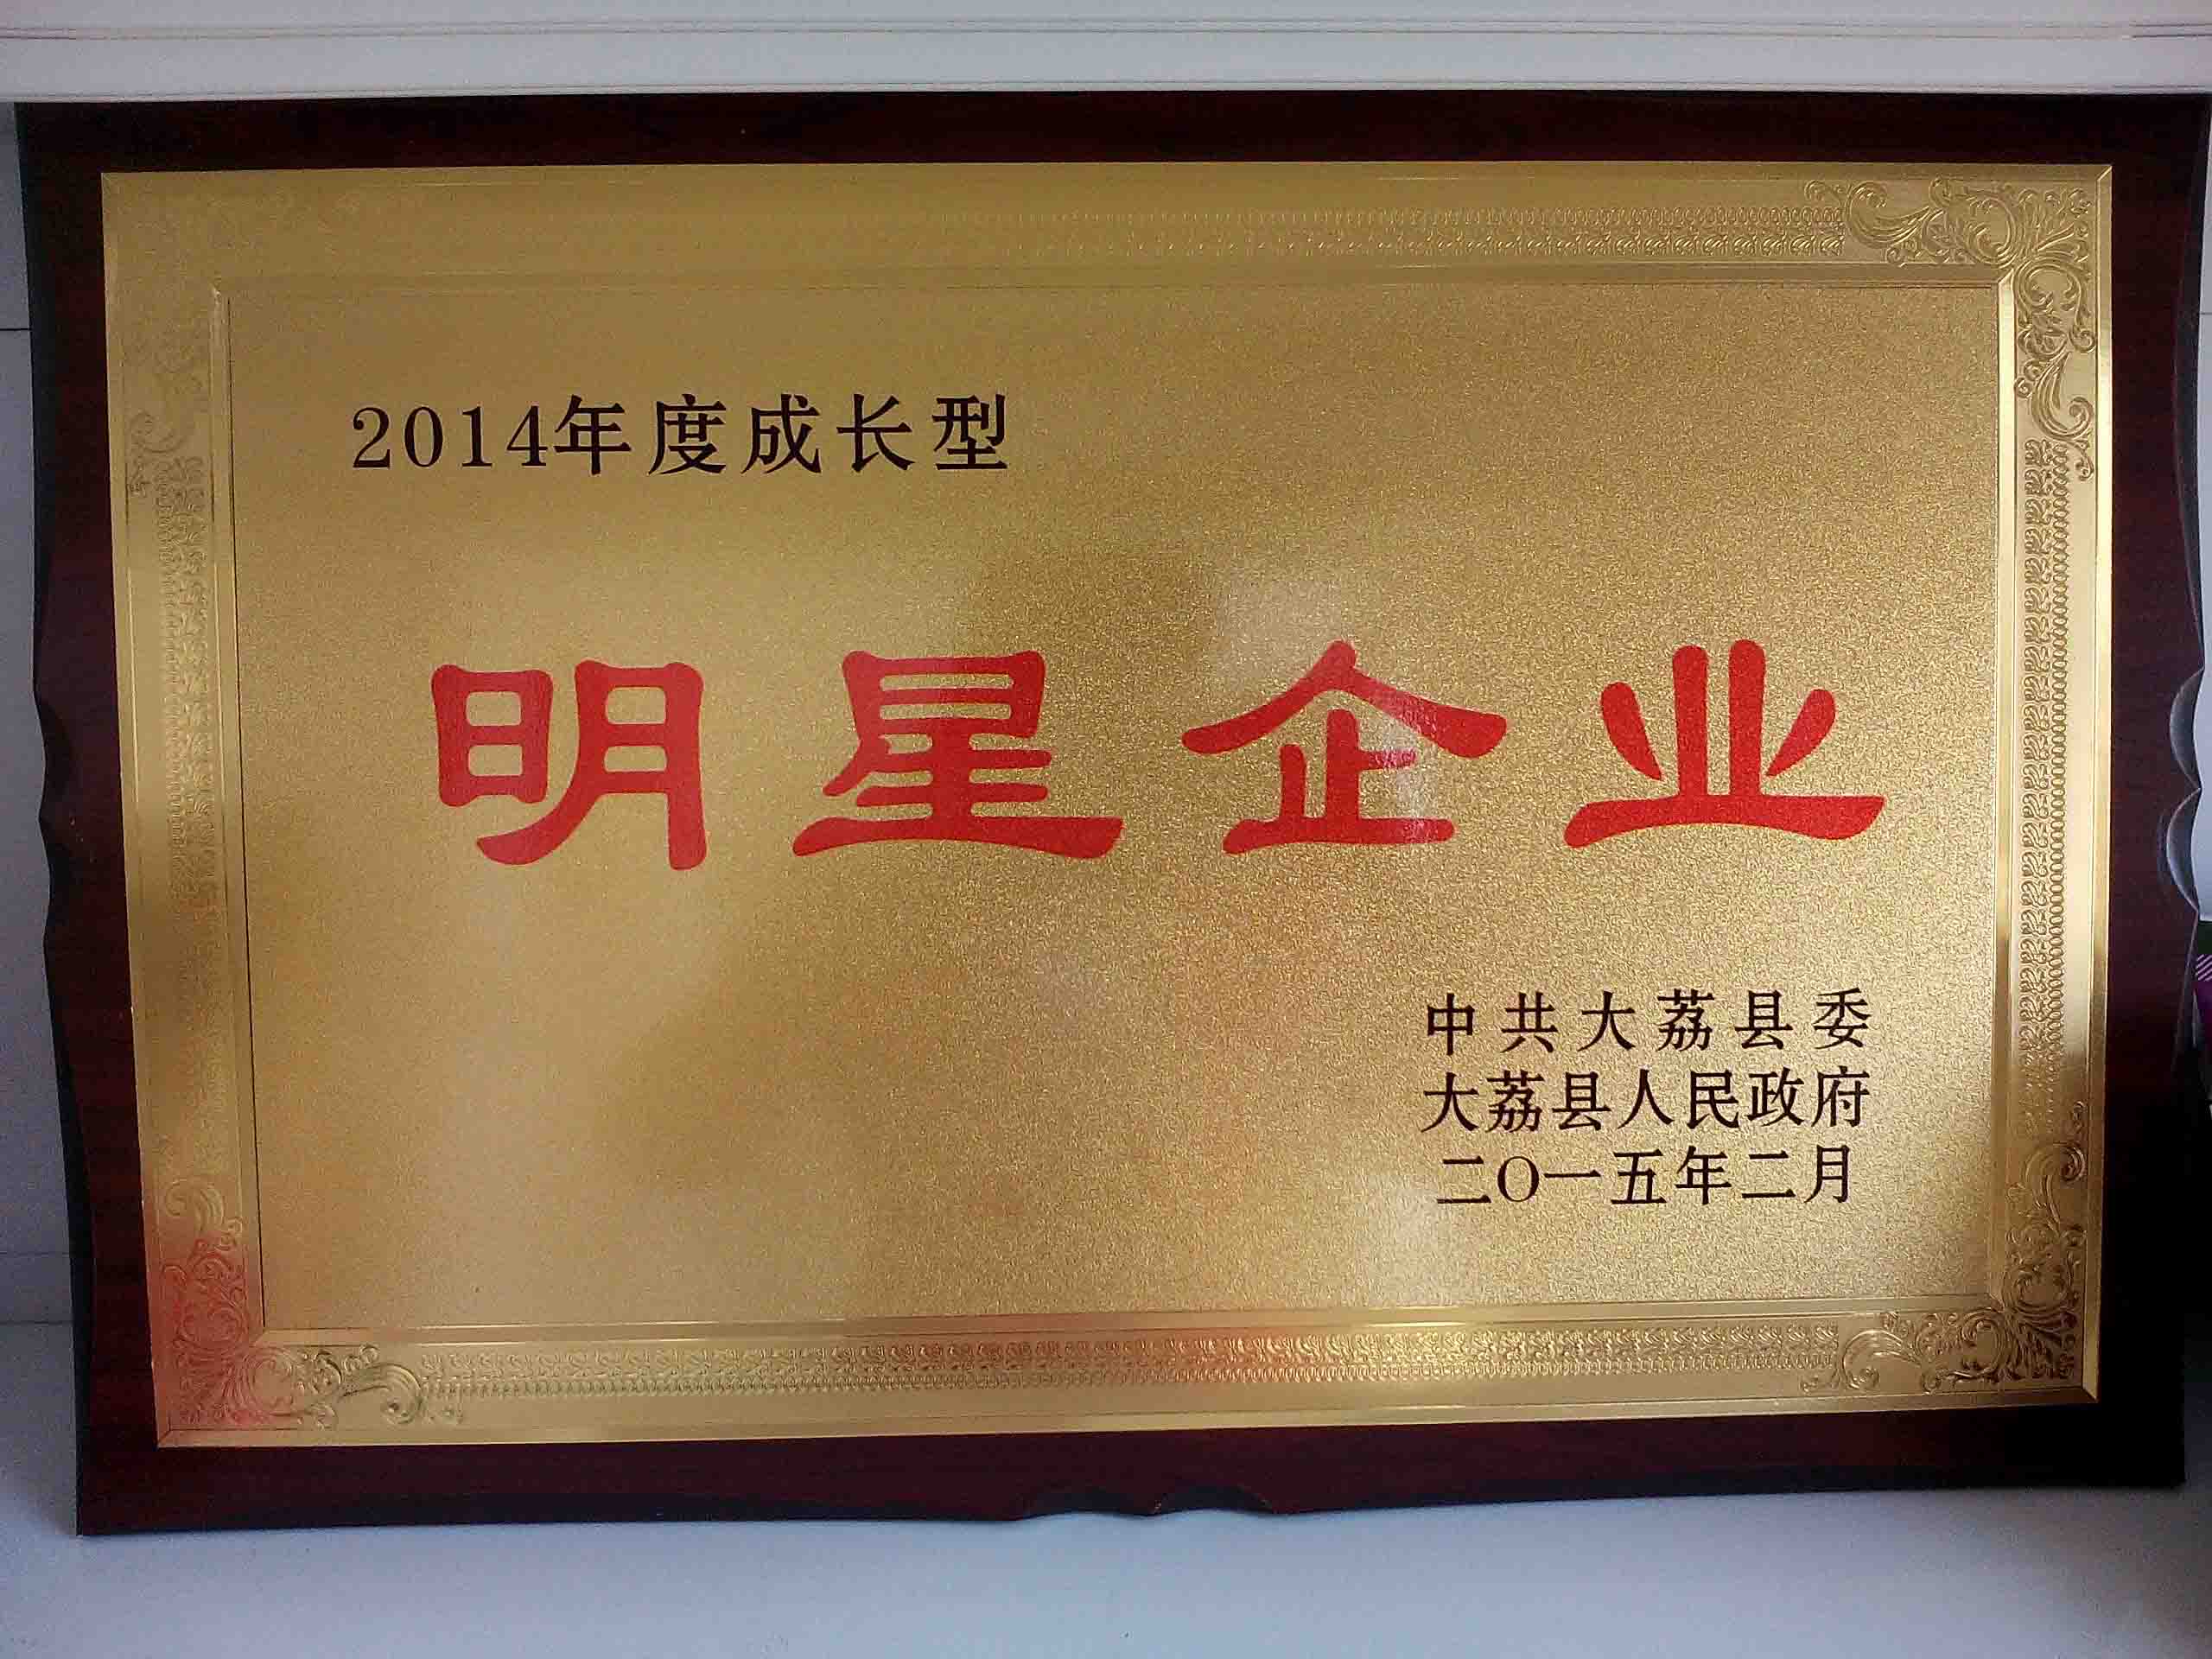 2014年度成长型
明星企业
中共大荔县委
大荔县人民政府
二〇一五年二月